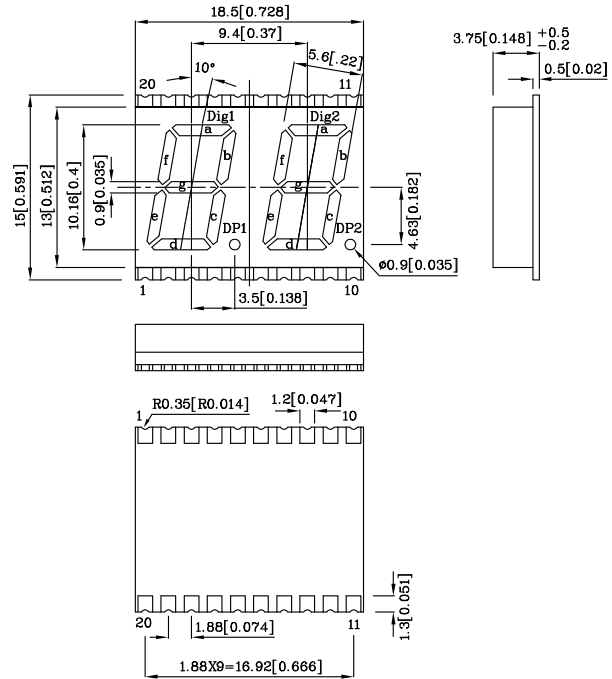 18.5[0.728]
9.4[0.37]
3.75[0.148] +0.5 -0.2
5.6[.22]
10°
20
11
0.5[0.02]
Dig1
Dig2
a
a
f
b
f
b
g
g
e
c
e
c
d
d
DP1
DP2
15[0.591]
13[0.512]
10.16[0.4]
0.9[0.035]
4.63[0.182]
ø0.9[0.035]
1
10
3.5[0.138]
R0.35[R0.014]
1.2[0.047]
1
10
1.3[0.051]
20
1.88[0.074]
11
1.88X9=16.92[0.666]